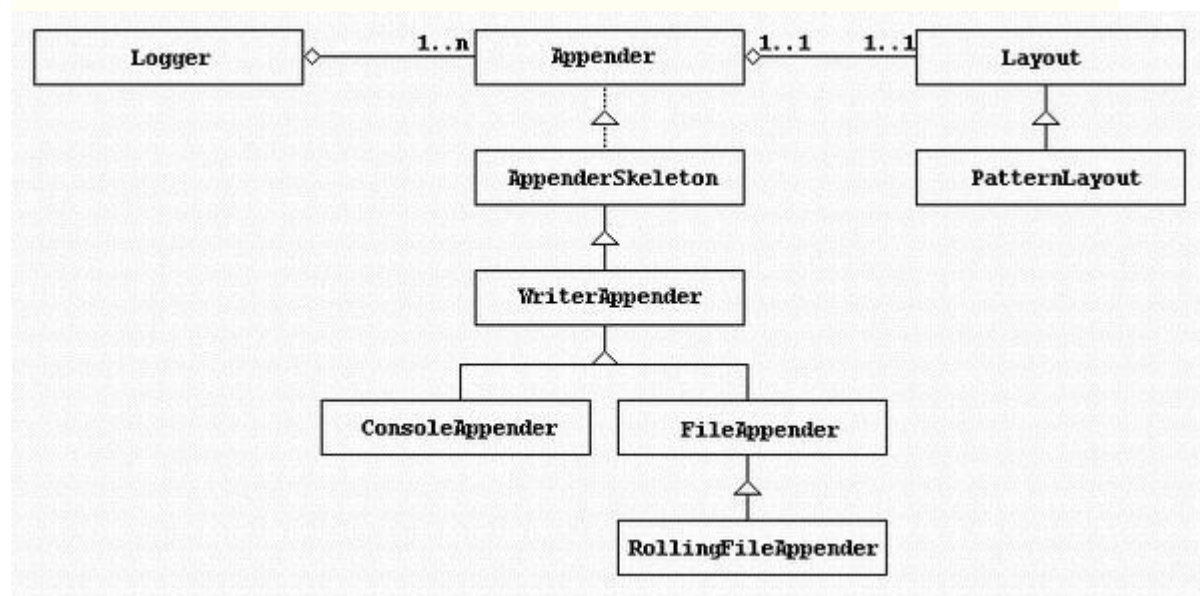 Logger
1..n
Appender
1..1
1..1
Layout
AppenderSkeleton
PatternLayout
WriterAppender
ConsoleAppender
FileAppender
RollingFileAppender